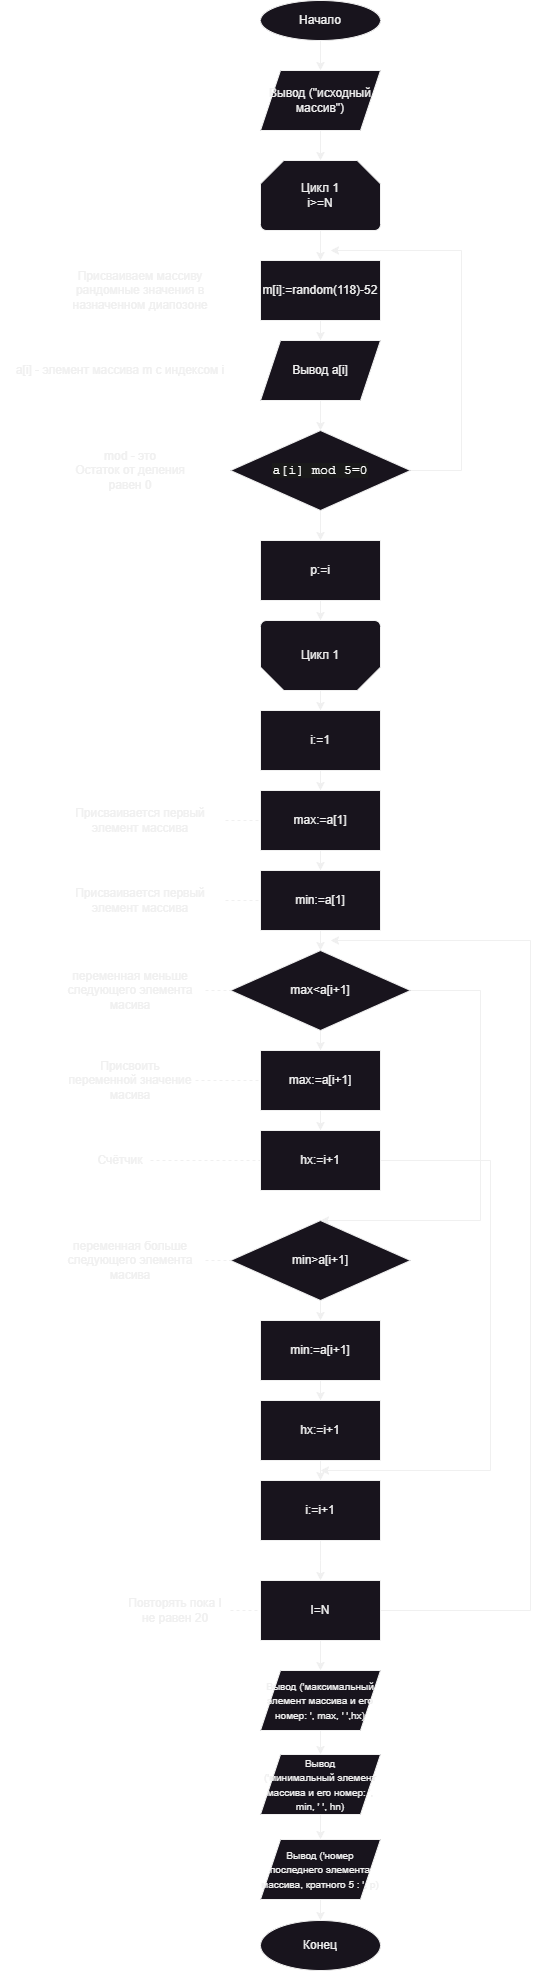 Начало
Вывод ("исходный
массив")
Цикл 1
i>=N
Присваиваем массиву
рандомные значения в
назначенном диапозоне
m[i]:=random(118)-52
a[i] - элемент массива m с индексом i
Вывод a[i]
mod - это
Остаток от деления
равен 0
a[i] mod 5=0
p:=i
Цикл 1
i:=1
Присваивается первый
элемент массива
max:=a[1]
Присваивается первый
элемент массива
min:=a[1]
переменная меньше
следующего элемента
масива
max<a[i+1]
Присвоить
переменной значение
масива
max:=a[i+1]
Счётчик
hx:=i+1
переменная больше
следующего элемента
масива
min>a[i+1]
min:=a[i+1]
hx:=i+1
i:=i+1
Повторять пока I
не равен 20
I=N
Вывод ('максимальный
элемент массива и его
номер: ', max, ' ',hx)
Вывод
минимальный элемент
массива и его номер:
min, ' ', hn)
Вывод ('номер
последнего элемента
массива, кратного 5 : ', p)
Конец